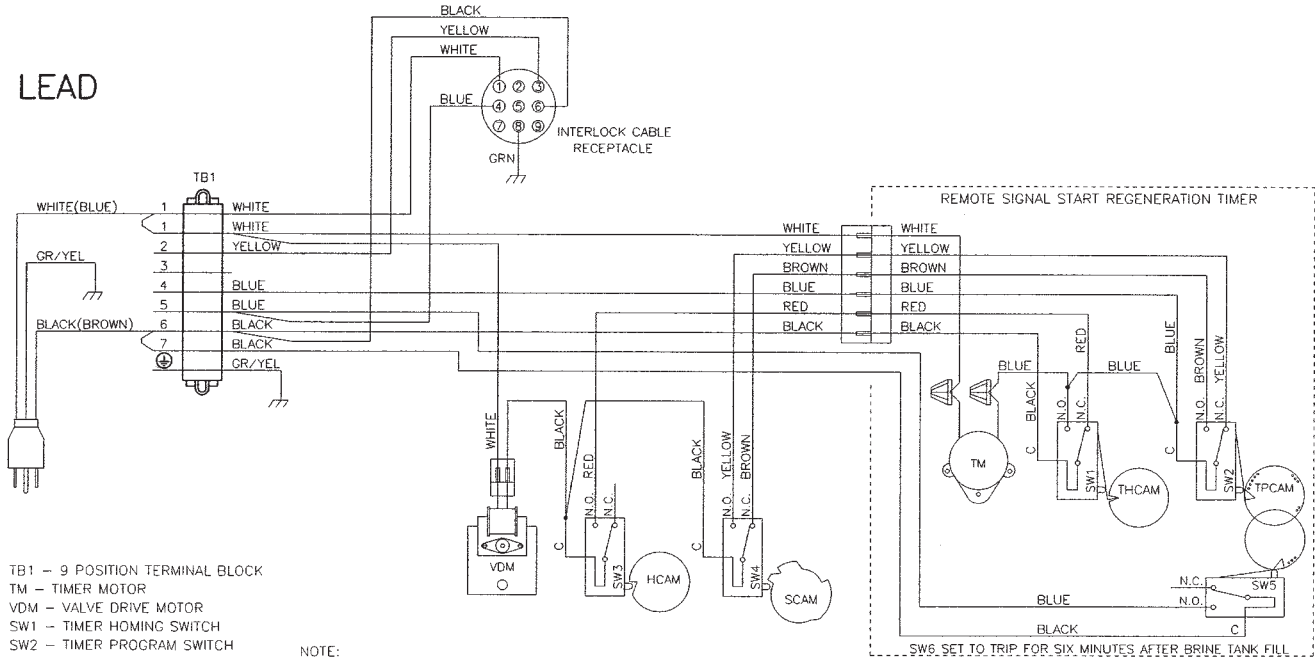 BLACK
YELLOW
WHITE
LEAD
BLUE
1 2 3
4 5 6
7 8 9
INTERLOCK CABLE
RECEPTACLE
GRN
TB1
WHITE(BLUE)
GR/YEL
BLACK(BROWN)
1 WHITE
1 WHITE
2 YELLOW
3
4 BLUE
5 BLUE
6 BLACK
7 BLACK
GR/YEL
REMOTE SIGNAL START REGENERATION TIMER
WHITE WHITE
YELLOW YELLOW
BROWN BROWN
BLUE BLUE
RED RED
BLACK BLACK
WHITE
BLACK
RED
BLACK
YELLOW
BROWN
BLUE
BLACK
RED
BLUE
BLUE
BROWN
YELLOW
N.O.
N.C.
N.O.
N.C.
N.O.
N.C.
N.O.
N.C.
C
C
C
C
VDM
SW3
HCAM
SW4
SCAM
TM
SW1
THCAM
SW2
TPCAM
N.C.
N.O.
SW5
BLUE
BLACK
C
SW6 SET TO TRIP FOR SIX MINUTES AFTER BRINE TANK FILL
TB1 – 9 POSITION TERMINAL BLOCK
TM – TIMER MOTOR
VDM – VALVE DRIVE MOTOR
SW1 – TIMER HOMING SWITCH
SW2 – TIMER PROGRAM SWITCH
NOTE: